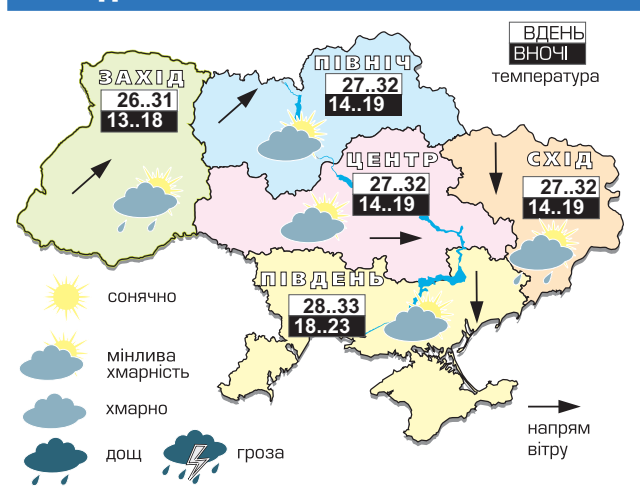 ВДЕНЬ
ВНОЧІ
температура
ЗАХІД
26..31
13..18
ПІВНІЧ
27..32
14..19
ЦЕНТР
27..32
14..19
СХІД
27..32
14..19
ПІВДЕНЬ
28..33
18..23
сонячно
мінлива
хмарність
хмарно
дощ
гроза
напрям
вітру